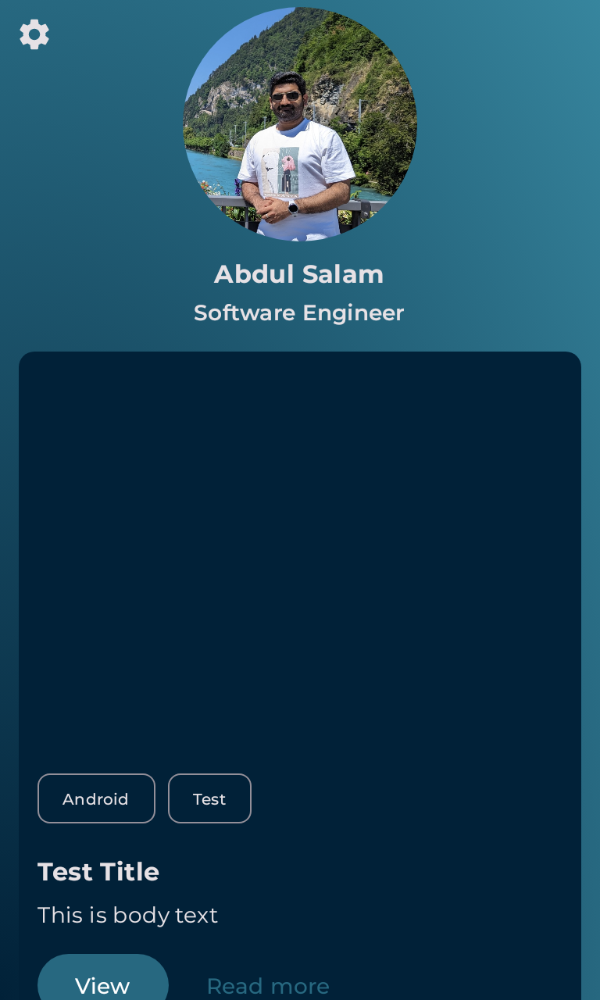 Abdul Salam
Software Engineer
Android
Test
Test Title
This is body text
View
Read more